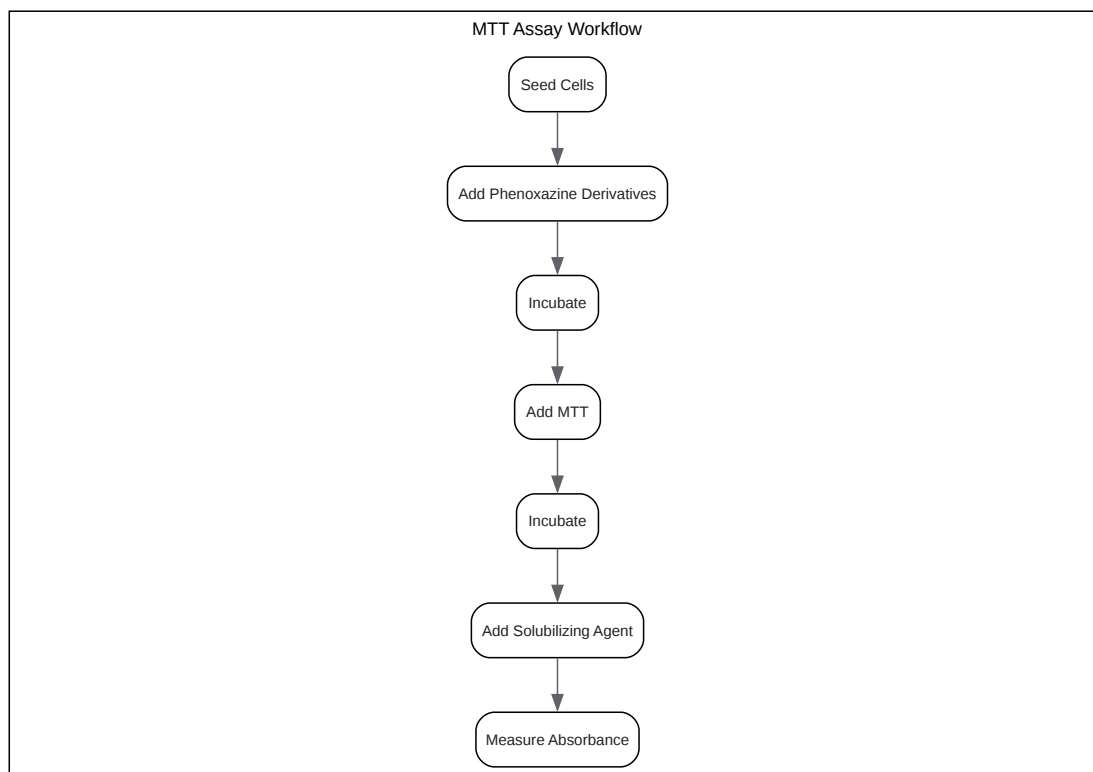 MTT Assay Workflow
Seed Cells
Add Phenoxazine Derivatives
Incubate
Add MTT
Incubate
Add Solubilizing Agent
Measure Absorbance